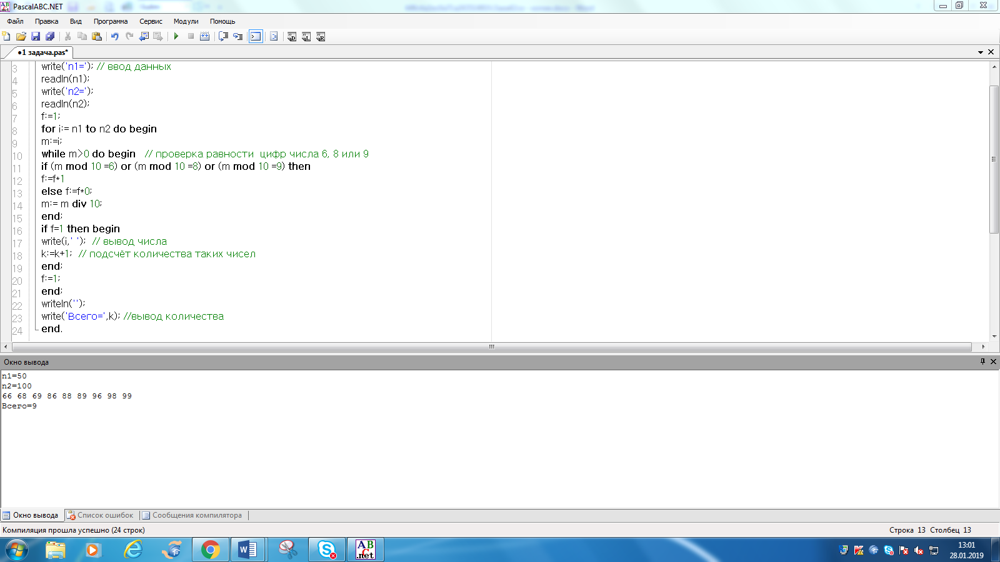 PascalABC.NET
Файл Правка Вид Программа Сервис Модули Помощь
●1 задача.pas*
3 write('n1='); // ввод данных
4 readln(n1);
5 write('n2=');
6 readln(n2);
7 f:=1;
8 for i:= n1 to n2 do begin
9 m:=i;
10 while m>0 do begin // проверка равности цифр числа 6, 8 или 9
11 if (m mod 10 =6) or (m mod 10 =8) or (m mod 10 =9) then
12 f:=f*1
13 else f:=f*0;
14 m:= m div 10;
15 end;
16 if f=1 then begin
17 write(i,' '); // вывод числа
18 k:=k+1; // подсчёт количества таких чисел
19 end;
20 f:=1;
21 end;
22 writeln('');
23 write('Всего=',k); //вывод количества
24 end.
Окно вывода
n1=50
n2=100
66 68 69 86 88 89 96 98 99
Всего=9
Окно вывода Список ошибок Сообщения компилятора
Компиляция прошла успешно (24 строк) Строка 13 Столбец 13
ABC.net
13:01
28.01.2019